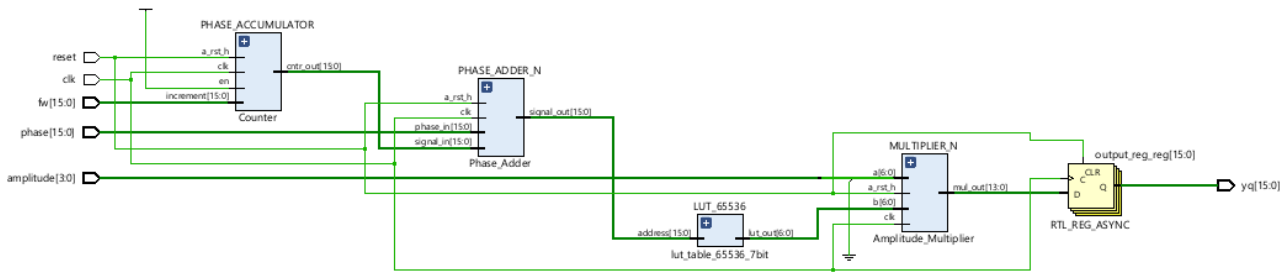 PHASE_ACCUMULATOR
reset
a_rst_h
clk
clk
en
cntr_out[15:0]
fw[15:0]
increment[15:0]
Counter
PHASE_ADDER_N
a_rst_h
clk
signal_out[15:0]
phase[15:0]
phase_in[15:0]
signal_in[15:0]
Phase_Adder
MULTIPLIER_N
output_reg_reg[15:0]
amplitude[3:0]
a[6:0]
a_rst_h
mul_out[13:0]
b[6:0]
clk
Amplitude_Multiplier
CLR
C
Q
D
RTL_REG_ASYNC
yq[15:0]
LUT_65536
address[15:0]
lut_out[6:0]
lut_table_65536_7bit